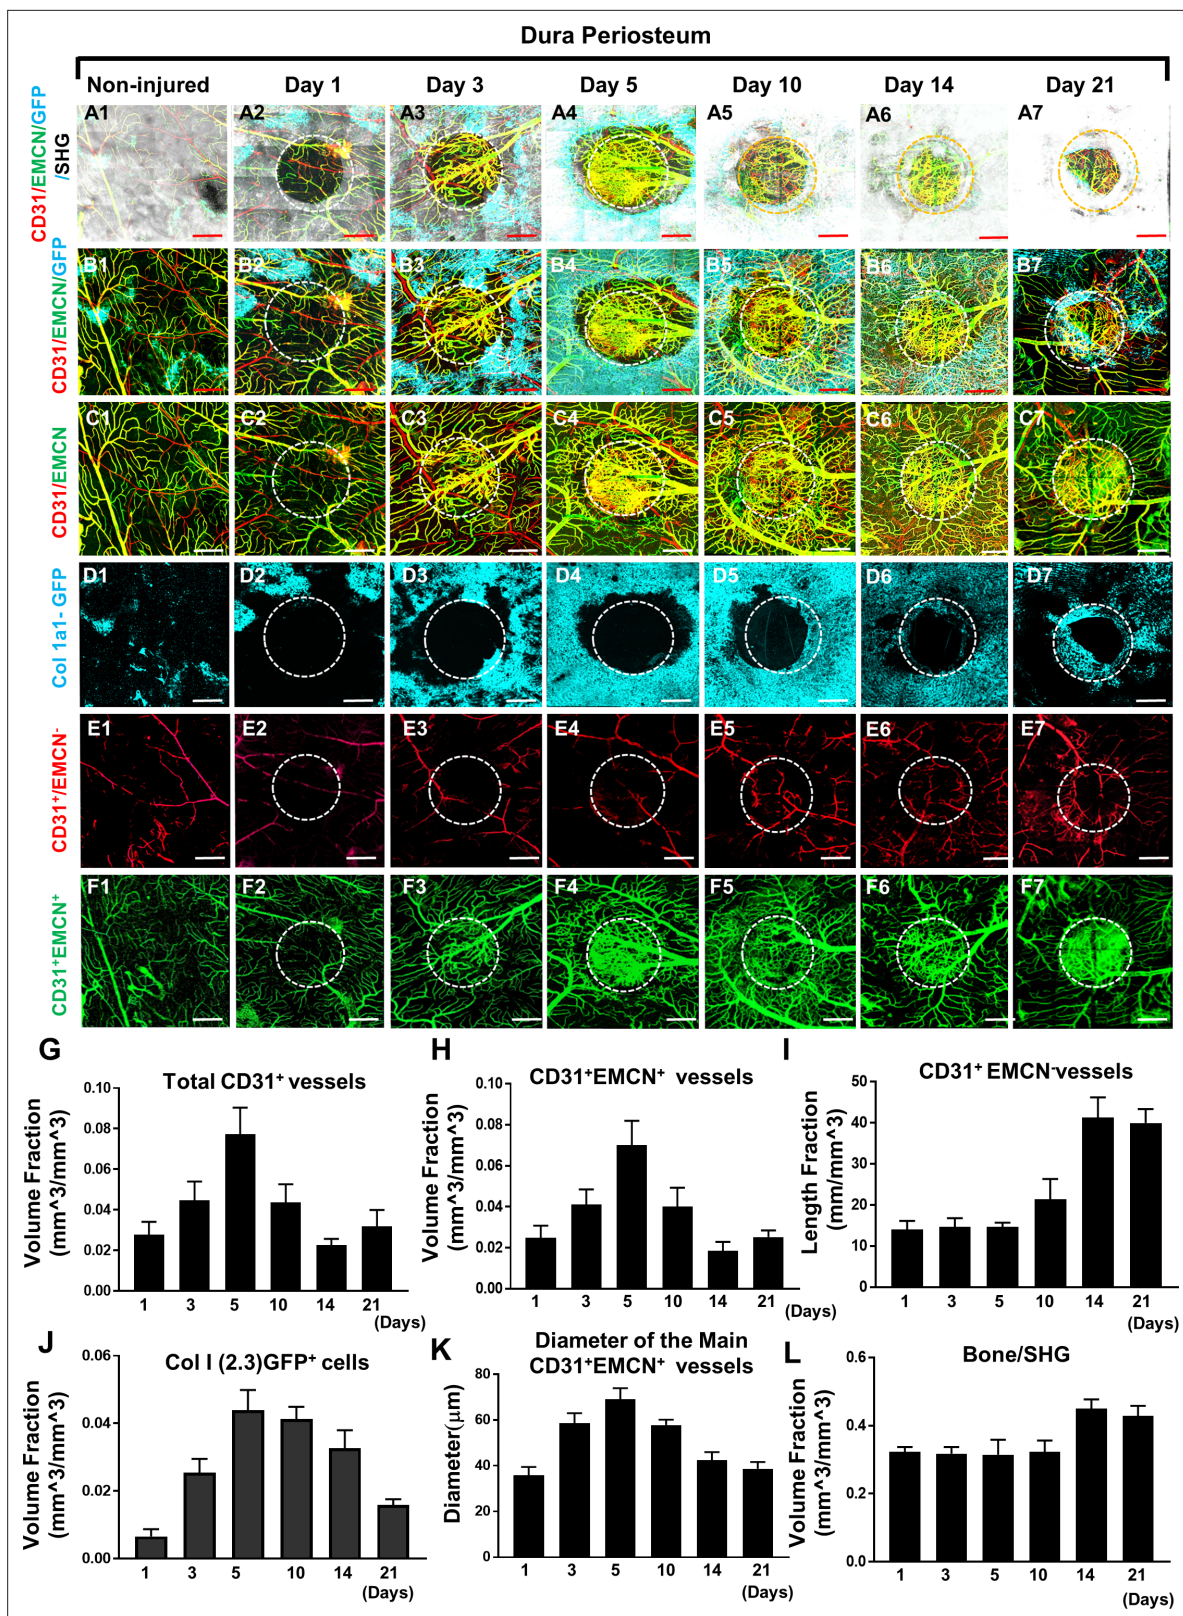 Dura Periosteum
Non-injured Day 1 Day 3 Day 5 Day 10 Day 14 Day 21
CD31/EMCN/GFP
/SHG
A1 A2 A3 A4 A5 A6 A7
CD31/EMCN/GFP
B1 B2 B3 B4 B5 B6 B7
CD31/EMCN
C1 C2 C3 C4 C5 C6 C7
Col 1a1- GFP
D1 D2 D3 D4 D5 D6 D7
CD31⁺/EMCN⁻
E1 E2 E3 E4 E5 E6 E7
CD31⁺EMCN⁺
F1 F2 F3 F4 F5 F6 F7
G
Total CD31⁺ vessels
Volume Fraction
(mm^3/mm^3)
0.10
0.08
0.06
0.04
0.02
0.00
1 3 5 10 14 21
(Days)
H
CD31⁺EMCN⁺ vessels
Volume Fraction
(mm^3/mm^3)
0.10
0.08
0.06
0.04
0.02
0.00
1 3 5 10 14 21
(Days)
I
CD31⁺ EMCN⁻vessels
Length Fraction
(mm/mm^3)
50
40
30
20
10
0
1 3 5 10 14 21
(Days)
J
Col I (2.3)GFP⁺ cells
Volume Fraction
(mm^3/mm^3)
0.06
0.04
0.02
0.00
1 3 5 10 14 21
(Days)
K
Diameter of the Main
CD31⁺EMCN⁺ vessels
Diameter(μm)
80
60
40
20
0
1 3 5 10 14 21
(Days)
L
Bone/SHG
Volume Fraction
(mm^3/mm^3)
0.6
0.4
0.2
0.0
1 3 5 10 14 21
(Days)